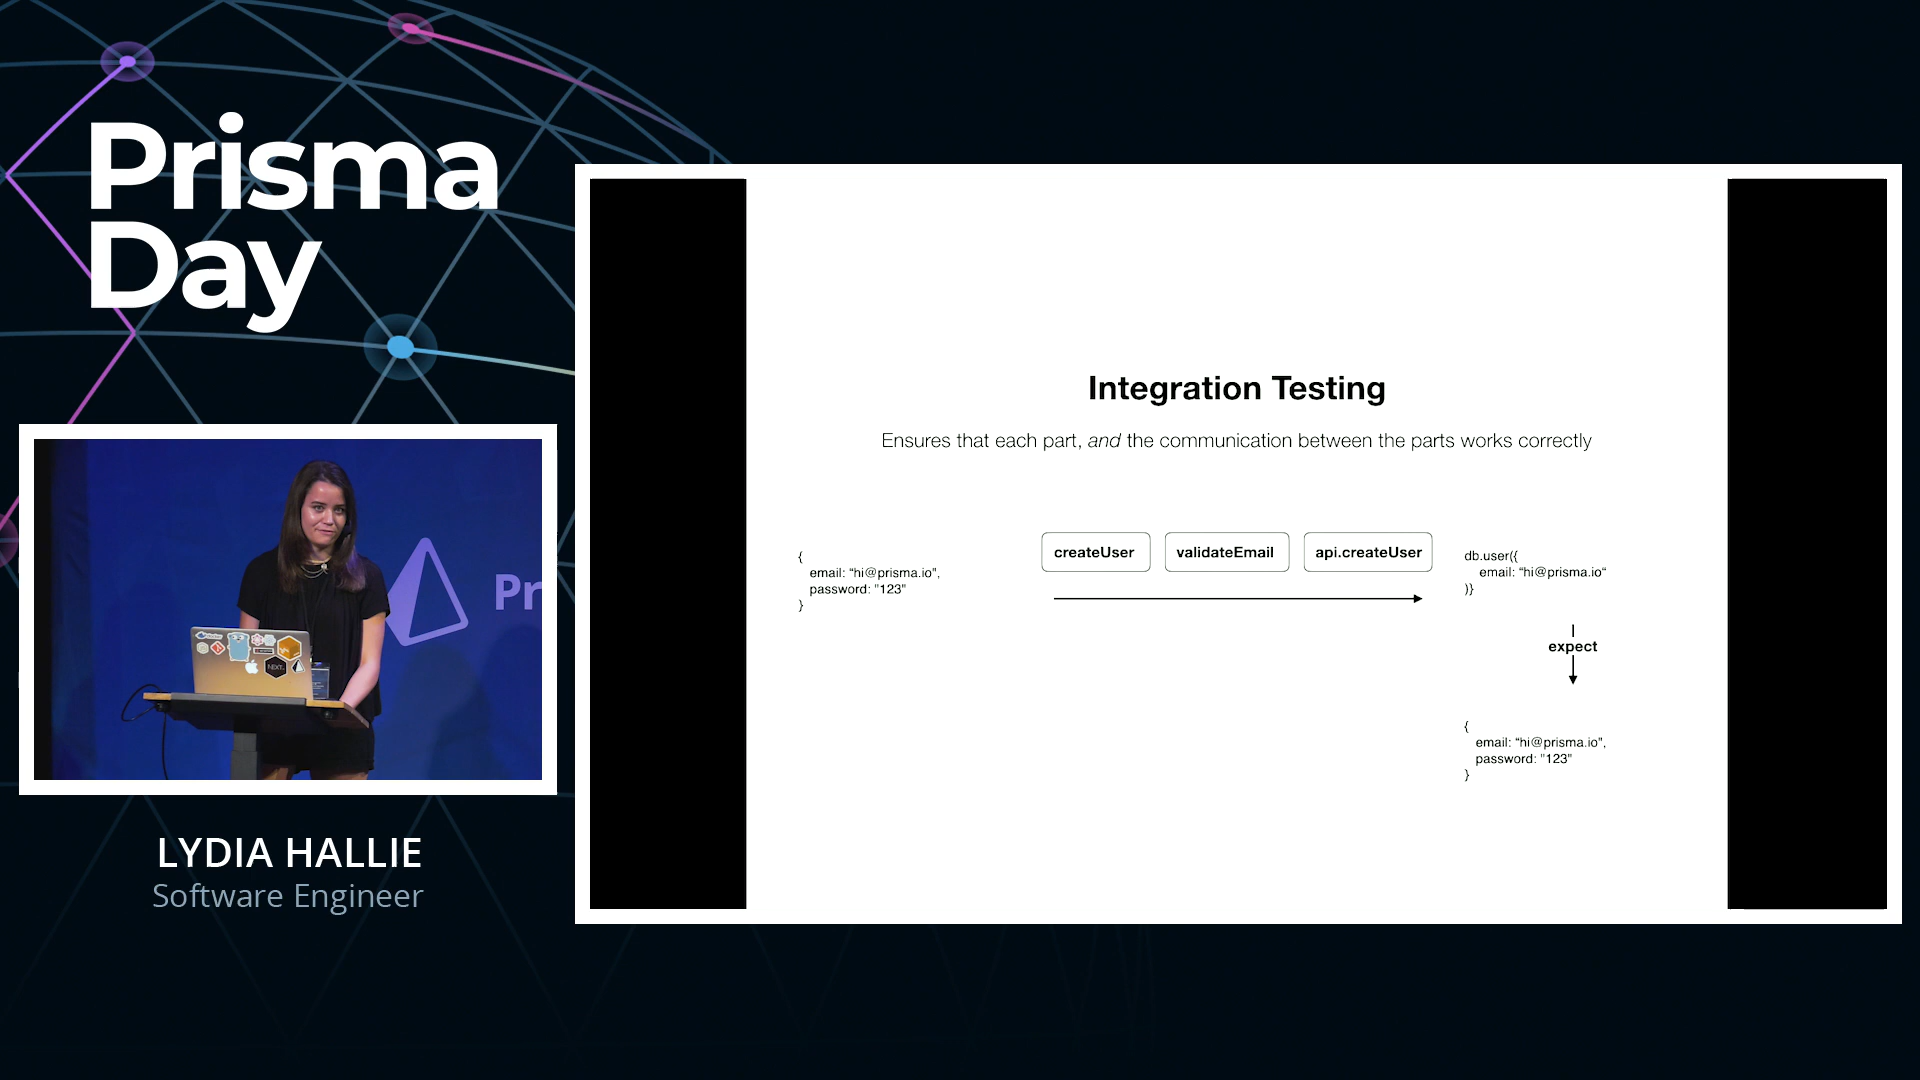 Prisma
Day
Pr
NEXT
LYDIA HALLIE
Software Engineer
Integration Testing
Ensures that each part, and the communication between the parts works correctly
{
email: “hi@prisma.io”,
password: "123"
}
createUser
validateEmail
api.createUser
db.user({
email: “hi@prisma.io“
)}
expect
{
email: “hi@prisma.io”,
password: "123"
}